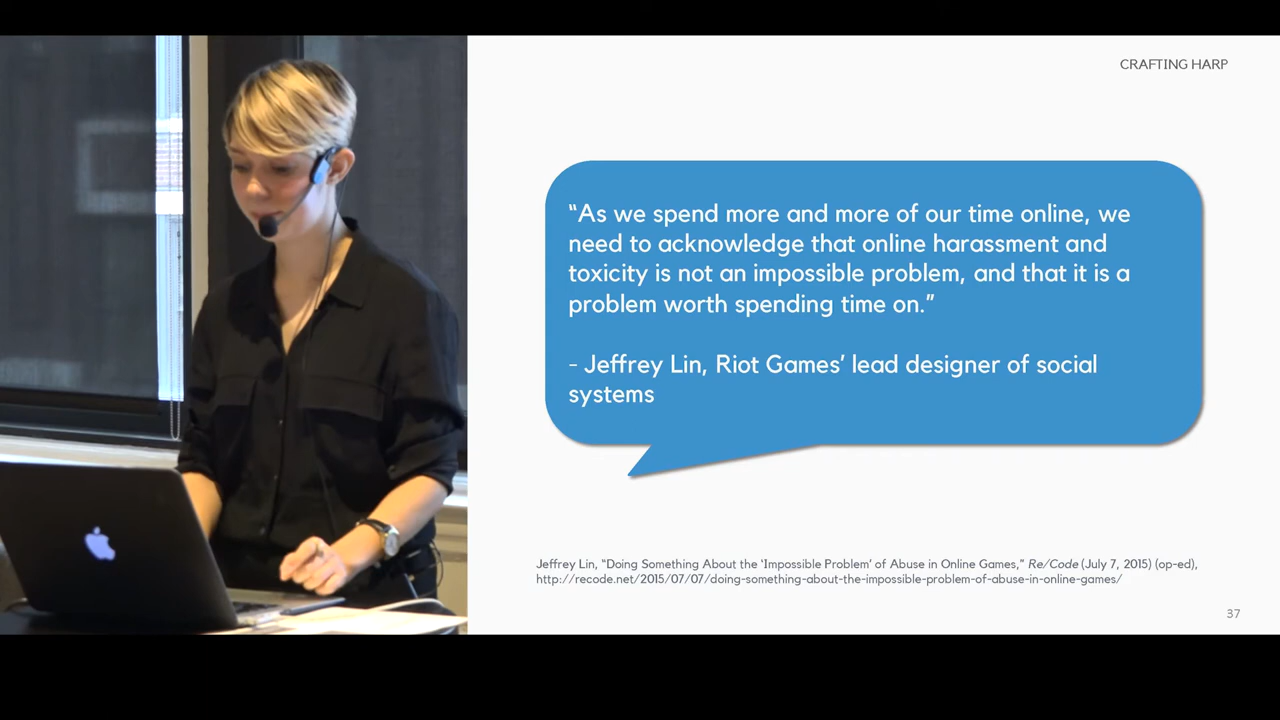 CRAFTING HARP
“As we spend more and more of our time online, we
need to acknowledge that online harassment and
toxicity is not an impossible problem, and that it is a
problem worth spending time on.”
- Jeffrey Lin, Riot Games’ lead designer of social
systems
Jeffrey Lin, “Doing Something About the ‘Impossible Problem’ of Abuse in Online Games,” Re/Code (July 7, 2015) (op-ed),
http://recode.net/2015/07/07/doing-something-about-the-impossible-problem-of-abuse-in-online-games/
37